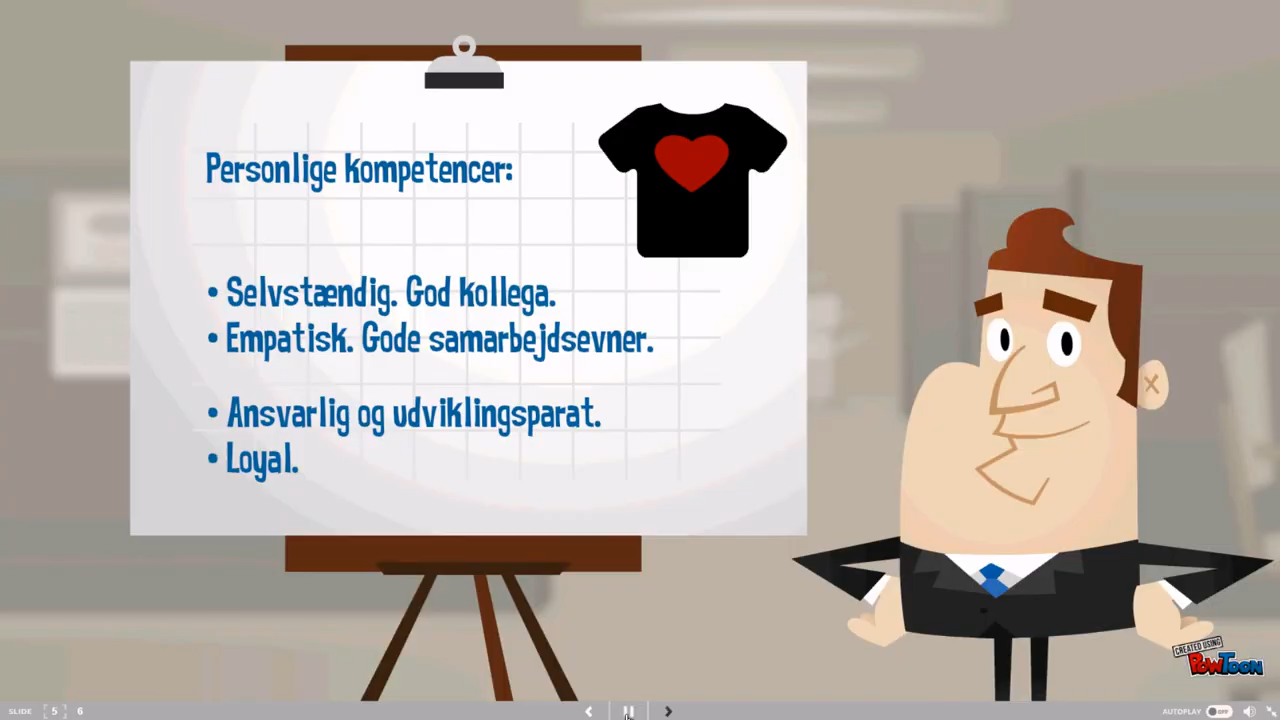 Personlige kompetencer:
• Selvstændig. God kollega.
• Empatisk. Gode samarbejdsevner.
• Ansvarlig og udviklingsparat.
• Loyal.
CREATED USING
POWTOON
SLIDE 5 6
AUTOPLAY OFF